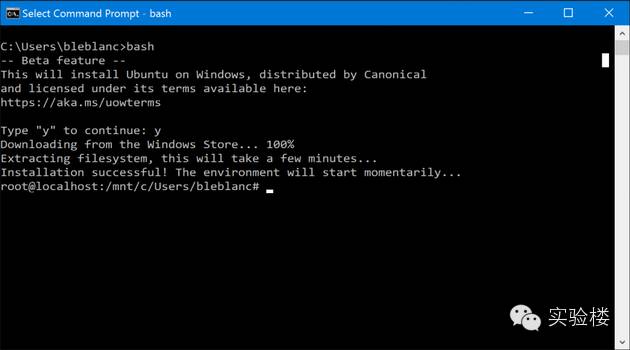 Select Command Prompt - bash
C:\Users\bleblanc>bash
-- Beta feature --
This will install Ubuntu on Windows, distributed by Canonical
and licensed under its terms available here:
https://aka.ms/uowterms
Type "y" to continue: y
Downloading from the Windows Store... 100%
Extracting filesystem, this will take a few minutes...
Installation successful! The environment will start momentarily...
root@localhost:/mnt/c/Users/bleblanc#
实验楼